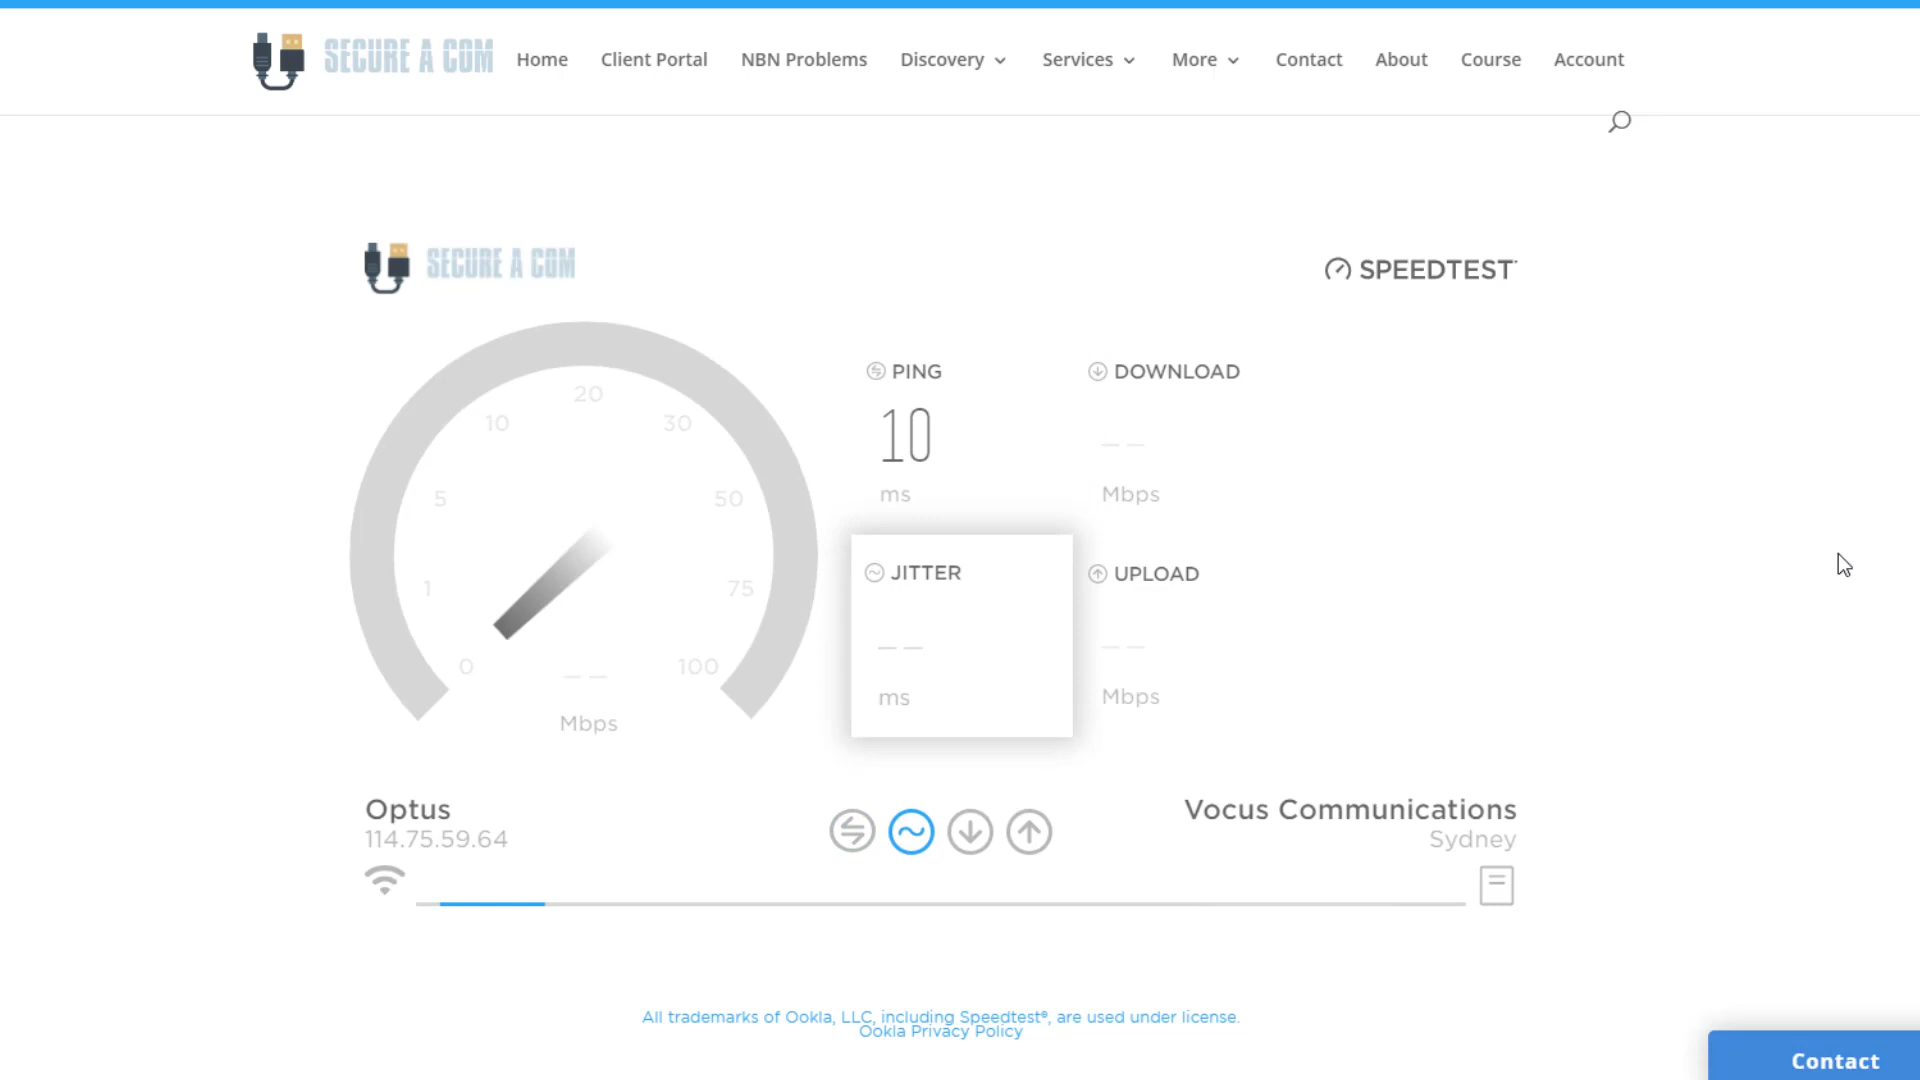 SECURE A COM
Home Client Portal NBN Problems Discovery Services More Contact About Course Account
SECURE A COM
SPEEDTEST
PING
10
ms
DOWNLOAD
— —
Mbps
JITTER
— —
ms
UPLOAD
— —
Mbps
0
1
5
10
20
30
50
75
100
— —
Mbps
Optus
114.75.59.64
Vocus Communications
Sydney
All trademarks of Ookla, LLC, including Speedtest®, are used under license.
Ookla Privacy Policy
Contact